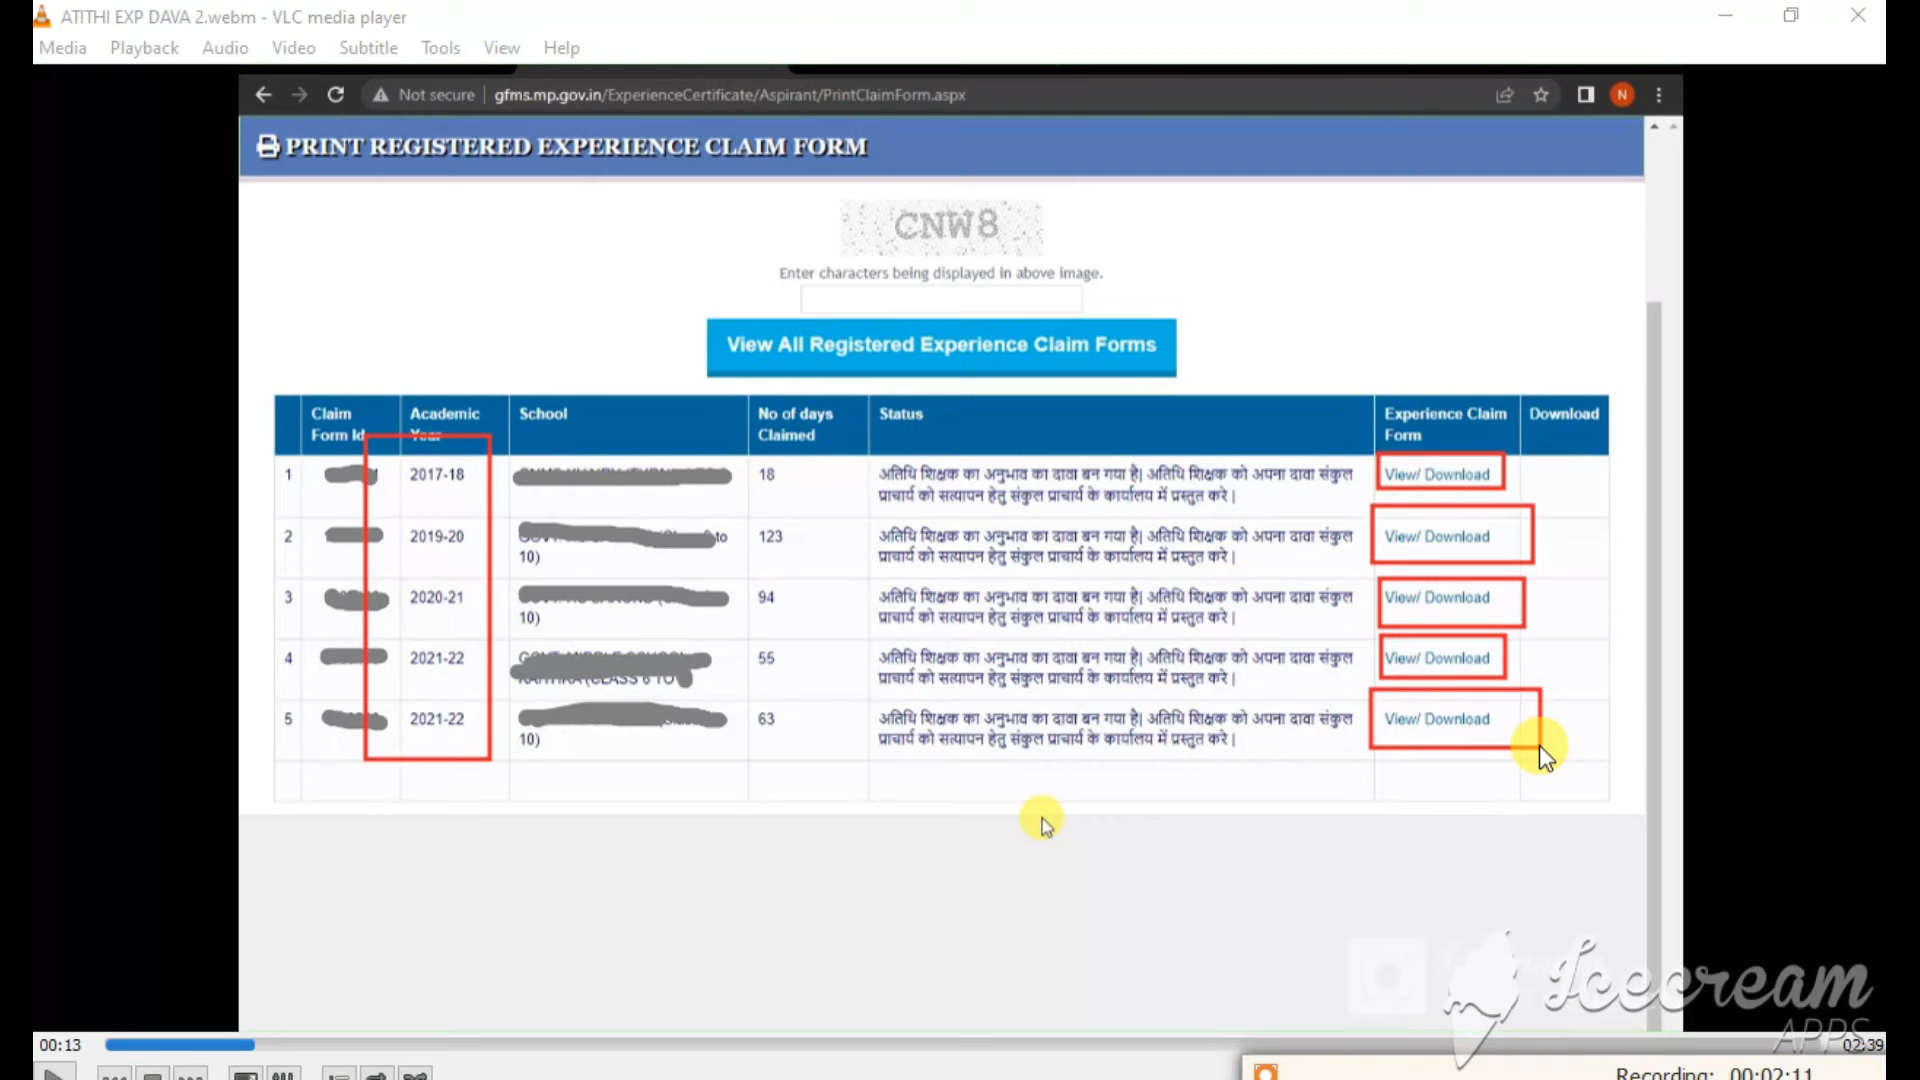 ATITHI EXP DAVA 2.webm - VLC media player
Media Playback Audio Video Subtitle Tools View Help
Not secure gfms.mp.gov.in/ExperienceCertificate/Aspirant/PrintClaimForm.aspx N
PRINT REGISTERED EXPERIENCE CLAIM FORM
CNW8
Enter characters being displayed in above image.
View All Registered Experience Claim Forms
Claim Form Id
Academic Year
School
No of days Claimed
Status
Experience Claim Form
Download
1 2017-18 18 अतिथि शिक्षक का अनुभाव का दावा बन गया है| अतिथि शिक्षक को अपना दावा संकुल View/ Download
प्राचार्य को सत्यापन हेतु संकुल प्राचार्य के कार्यालय में प्रस्तुत करे |
2 2019-20 to 123 अतिथि शिक्षक का अनुभाव का दावा बन गया है| अतिथि शिक्षक को अपना दावा संकुल View/ Download
10) प्राचार्य को सत्यापन हेतु संकुल प्राचार्य के कार्यालय में प्रस्तुत करे |
3 2020-21 94 अतिथि शिक्षक का अनुभाव का दावा बन गया है| अतिथि शिक्षक को अपना दावा संकुल View/ Download
10) प्राचार्य को सत्यापन हेतु संकुल प्राचार्य के कार्यालय में प्रस्तुत करे |
4 2021-22 55 अतिथि शिक्षक का अनुभाव का दावा बन गया है| अतिथि शिक्षक को अपना दावा संकुल View/ Download
प्राचार्य को सत्यापन हेतु संकुल प्राचार्य के कार्यालय में प्रस्तुत करे |
5 2021-22 63 अतिथि शिक्षक का अनुभाव का दावा बन गया है| अतिथि शिक्षक को अपना दावा संकुल View/ Download
10) प्राचार्य को सत्यापन हेतु संकुल प्राचार्य के कार्यालय में प्रस्तुत करे |
Icecream
APPS
00:13 02:39
Recording: 00:02:11